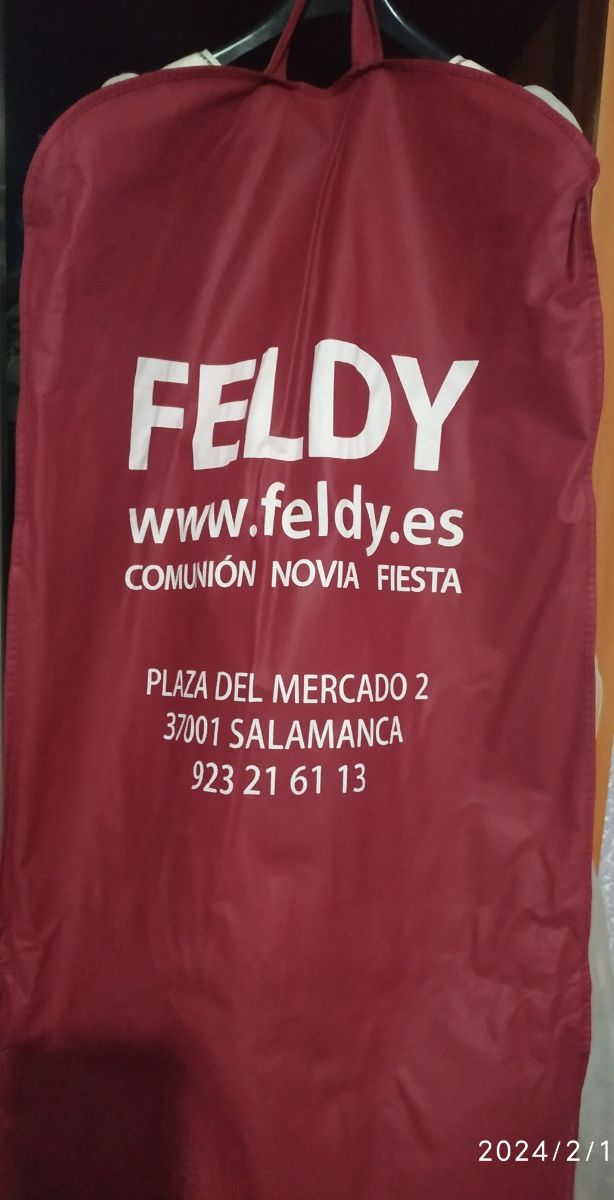 FELDY
www.feldy.es
COMUNIÓN NOVIA FIESTA
PLAZA DEL MERCADO 2
37001 SALAMANCA
923 21 61 13
2024/2/1